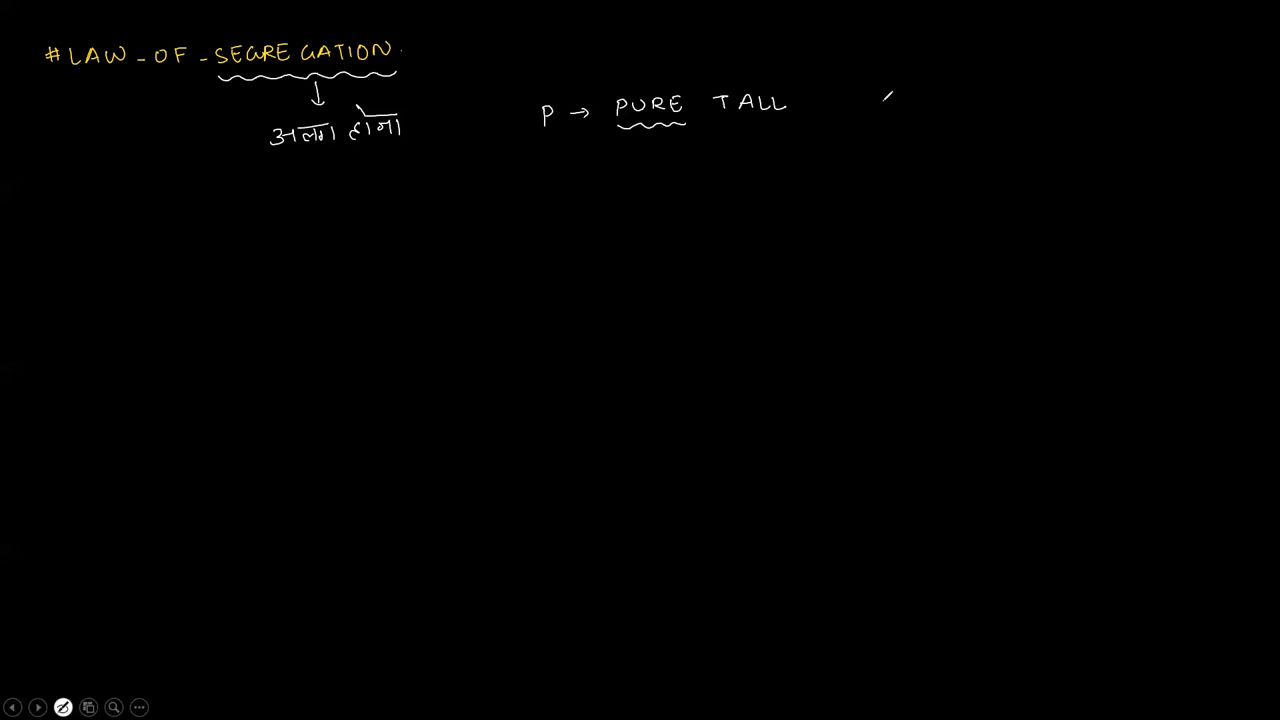 #LAW-OF-SEGREGATION.
अलग होना
P → PURE TALL